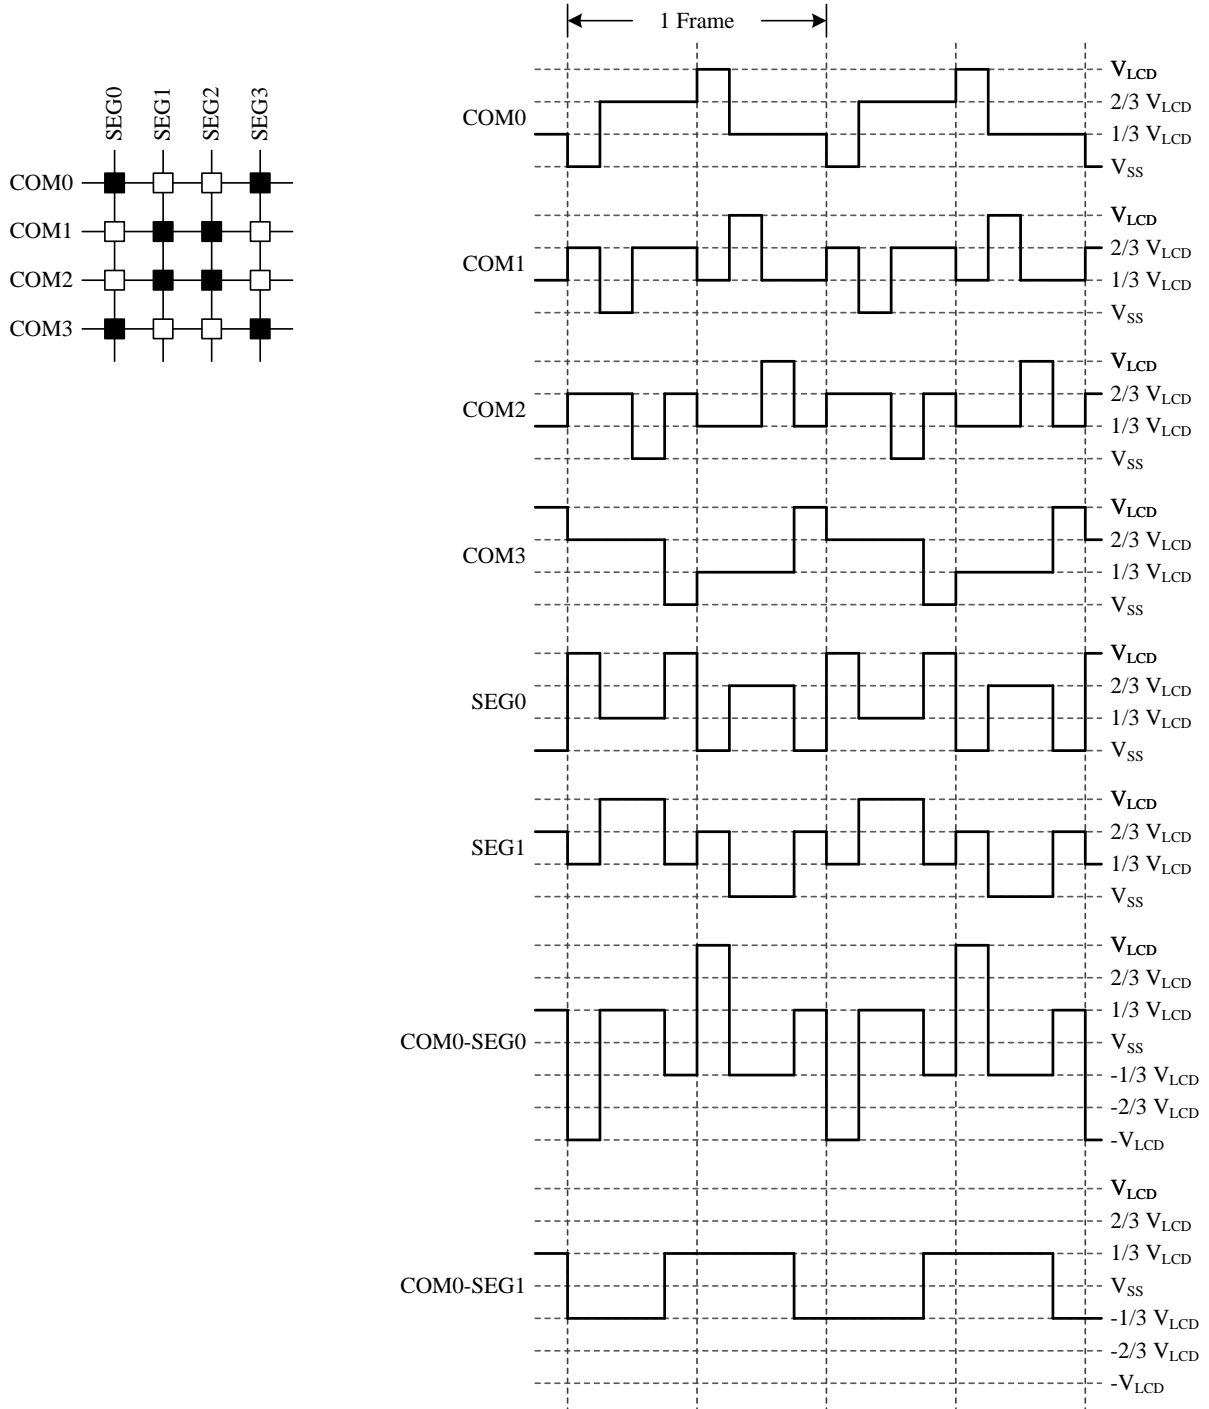 1 Frame
SEG0
SEG1
SEG2
SEG3
COM0
COM1
COM2
COM3
COM0
VLCD
2/3 VLCD
1/3 VLCD
VSS
COM1
VLCD
2/3 VLCD
1/3 VLCD
VSS
COM2
VLCD
2/3 VLCD
1/3 VLCD
VSS
COM3
VLCD
2/3 VLCD
1/3 VLCD
VSS
SEG0
VLCD
2/3 VLCD
1/3 VLCD
VSS
SEG1
VLCD
2/3 VLCD
1/3 VLCD
VSS
COM0-SEG0
VLCD
2/3 VLCD
1/3 VLCD
VSS
-1/3 VLCD
-2/3 VLCD
-VLCD
COM0-SEG1
VLCD
2/3 VLCD
1/3 VLCD
VSS
-1/3 VLCD
-2/3 VLCD
-VLCD